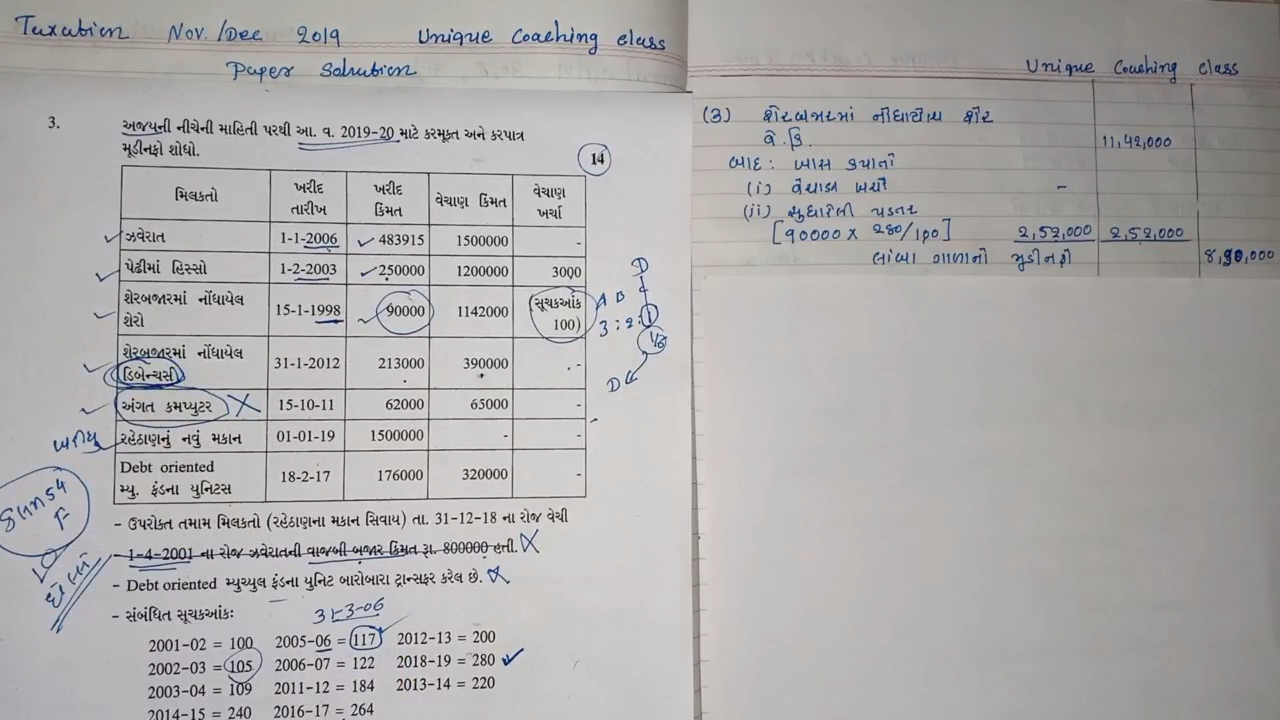 Taxation Nov./Dec 2019 Unique Coaching class
Paper Solution
3. અજયની નીચેની માહિતી પરથી આ. વ. 2019-20 માટે કરમૂક્ત અને કરપાત્ર
મૂડીનફો શોધો. 14
મિલકતો ખરીદ તારીખ ખરીદ કિંમત વેચાણ કિંમત વેચાણ ખર્ચા
ઝવેરાત 1-1-2006 483915 1500000 -
પેઢીમાં હિસ્સો 1-2-2003 250000 1200000 3000
શેરબજારમાં નોંધાયેલ શેરો 15-1-1998 90000 1142000 (સૂચકઆંક 100)
શેરબજારમાં નોંધાયેલ ડિબેન્ચર્સ 31-1-2012 213000 390000 -
અંગત કમ્પ્યુટર 15-10-11 62000 65000 -
રહેઠાણનું નવું મકાન 01-01-19 1500000 - -
Debt oriented મ્યુ. ફંડના યુનિટસ 18-2-17 176000 320000 -
A B D
3:2:1
1/6
D
ખરીદ્યુ
કલમ 54 F
– ઉપરોક્ત તમામ મિલકતો (રહેઠાણના મકાન સિવાય) તા. 31-12-18 ના રોજ વેચી
– 1-4-2001 ના રોજ ઝવેરાતની વાજબી બજાર કિંમત રૂા. 800000 હતી.
– Debt oriented મ્યુચ્યુલ ફંડના યુનિટ બારોબારા ટ્રાન્સફર કરેલ છે.
– સંબંધિત સૂચકઆંકઃ 31-3-06
2001-02 = 100 2005-06 = 117 2012-13 = 200
2002-03 = 105 2006-07 = 122 2018-19 = 280
2003-04 = 109 2011-12 = 184 2013-14 = 220
2014-15 = 240 2016-17 = 264
Unique Coaching class
(3) શેરબજારમાં નોંધાયેલ શેર
વે. કિ. 11,42,000
બાદ : ખાસ કપાતો
(i) વેચાણ ખર્ચા -
(ii) સુધારેલી પડતર
[90000 x 280/100] 2,52,000 2,52,000
લાંબા ગાળાનો મૂડીનફો 8,90,000